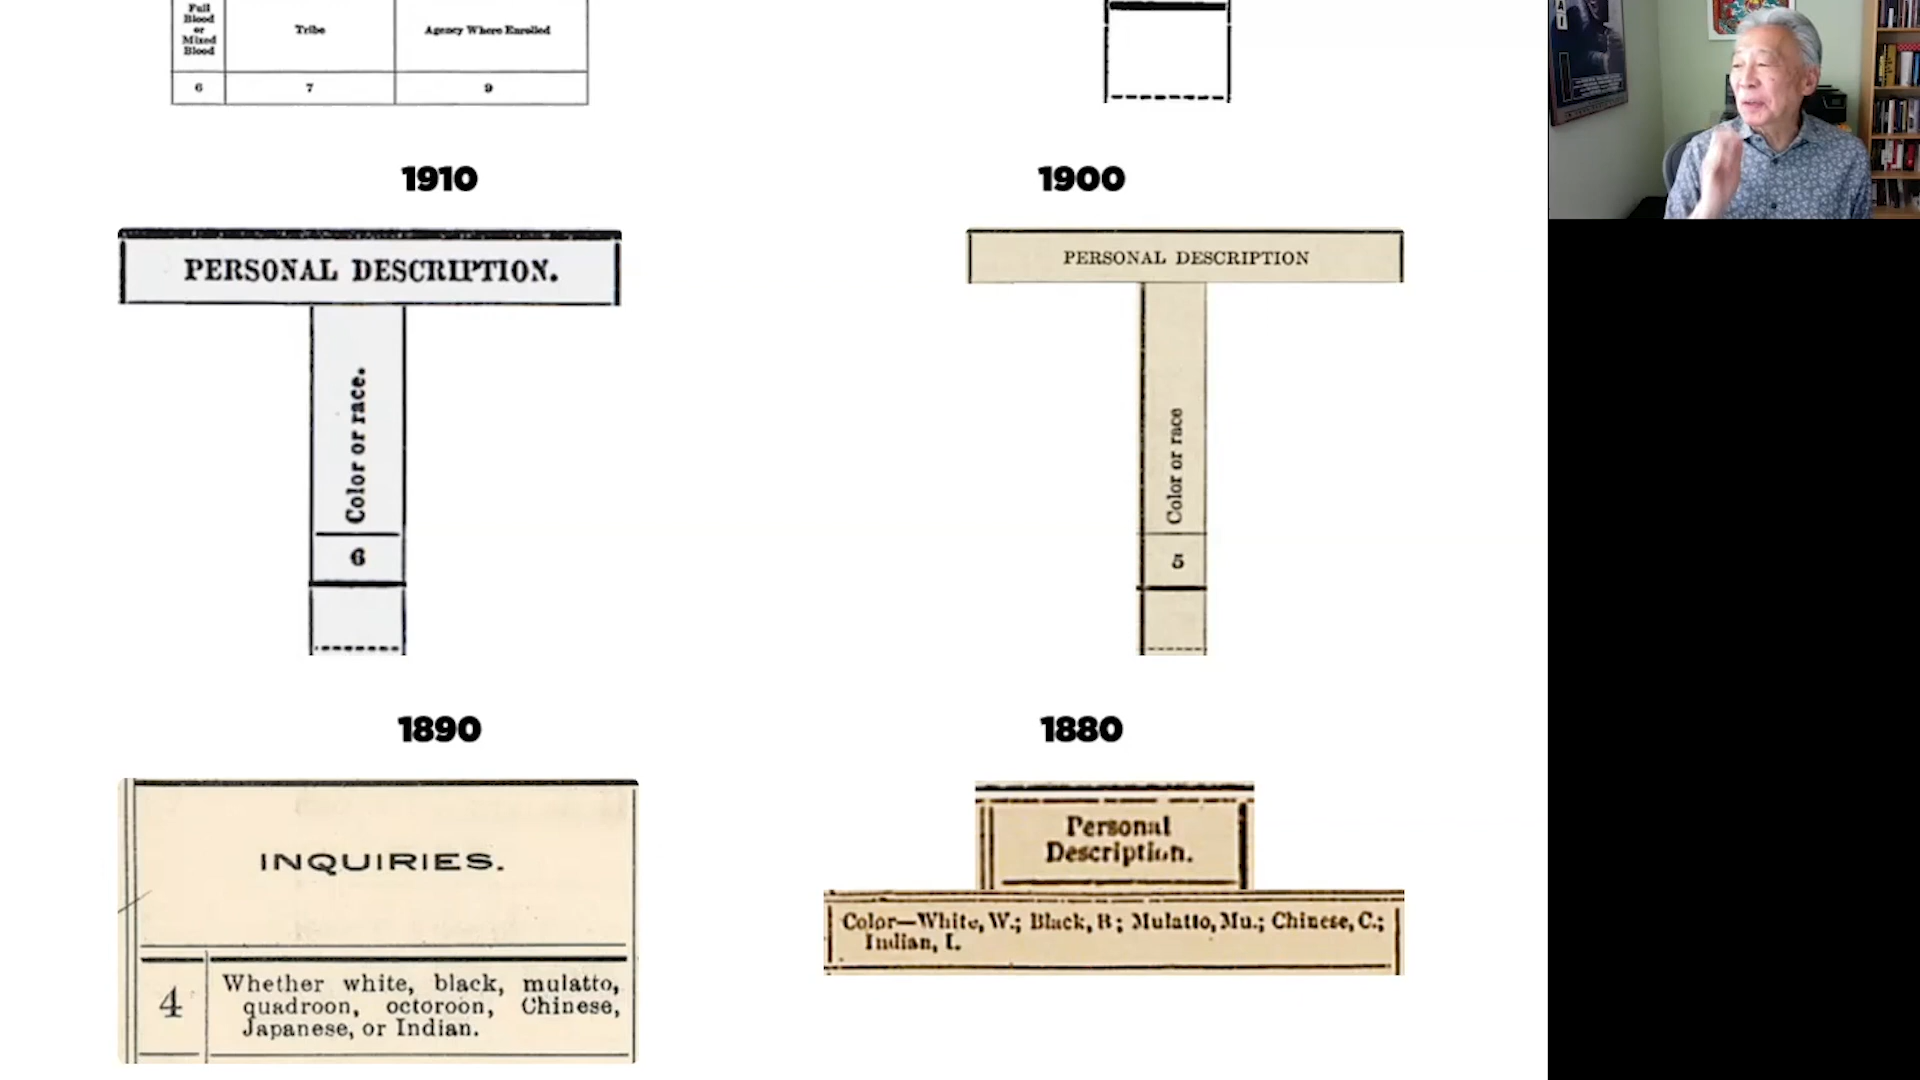 Full
Blood
or
Mixed
Blood
Tribe
Agency Where Enrolled
6
7
9
1910
1900
PERSONAL DESCRIPTION.
Color or race.
6
PERSONAL DESCRIPTION
Color or race
5
1890
1880
INQUIRIES.
4
Whether white, black, mulatto,
quadroon, octoroon, Chinese,
Japanese, or Indian.
Personal
Description.
Color—White, W.; Black, B; Mulatto, Mu.; Chinese, C.;
Indian, I.
AI